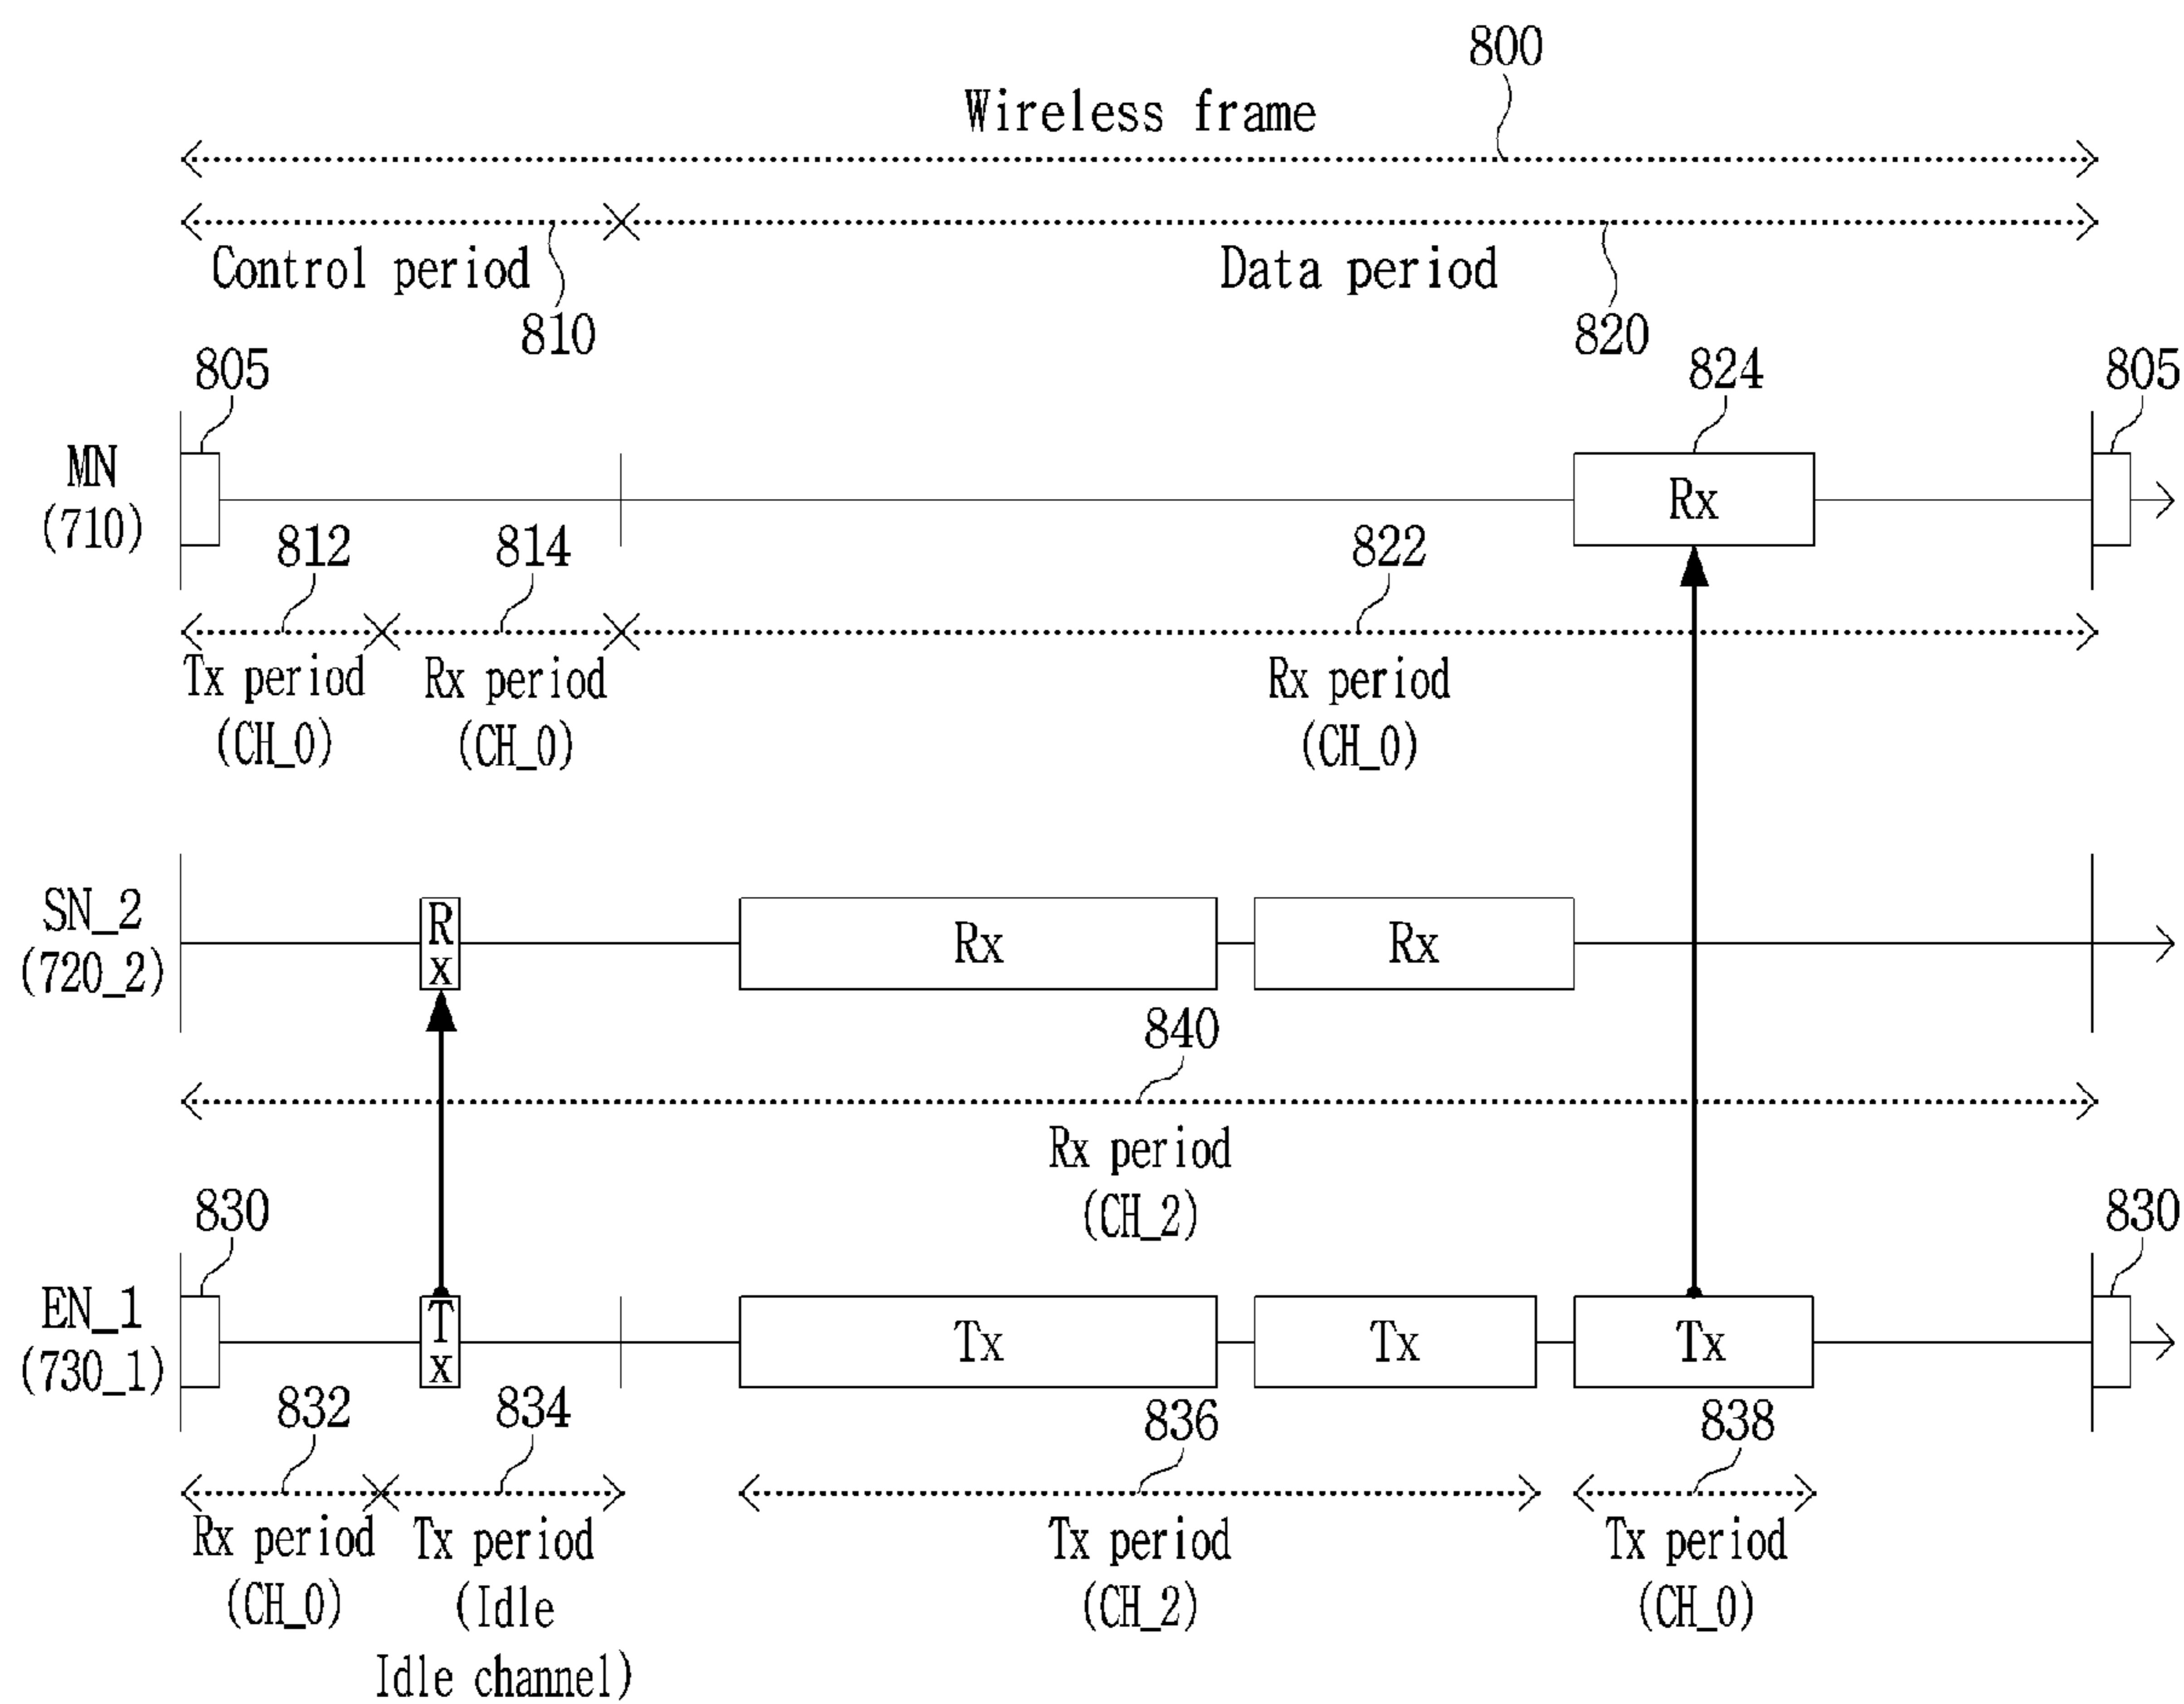 800
Wireless frame
Control period
Data period
810
820
805
824
805
MN
(710)
Rx
812
814
822
Tx period
(CH_0)
Rx period
(CH_0)
Rx period
(CH_0)
SN_2
(720_2)
Rx
Rx
Rx
840
Rx period
(CH_2)
830
830
EN_1
(730_1)
Tx
Tx
Tx
Tx
832
834
836
838
Rx period
(CH_0)
Tx period
(Idle
Idle channel)
Tx period
(CH_2)
Tx period
(CH_0)